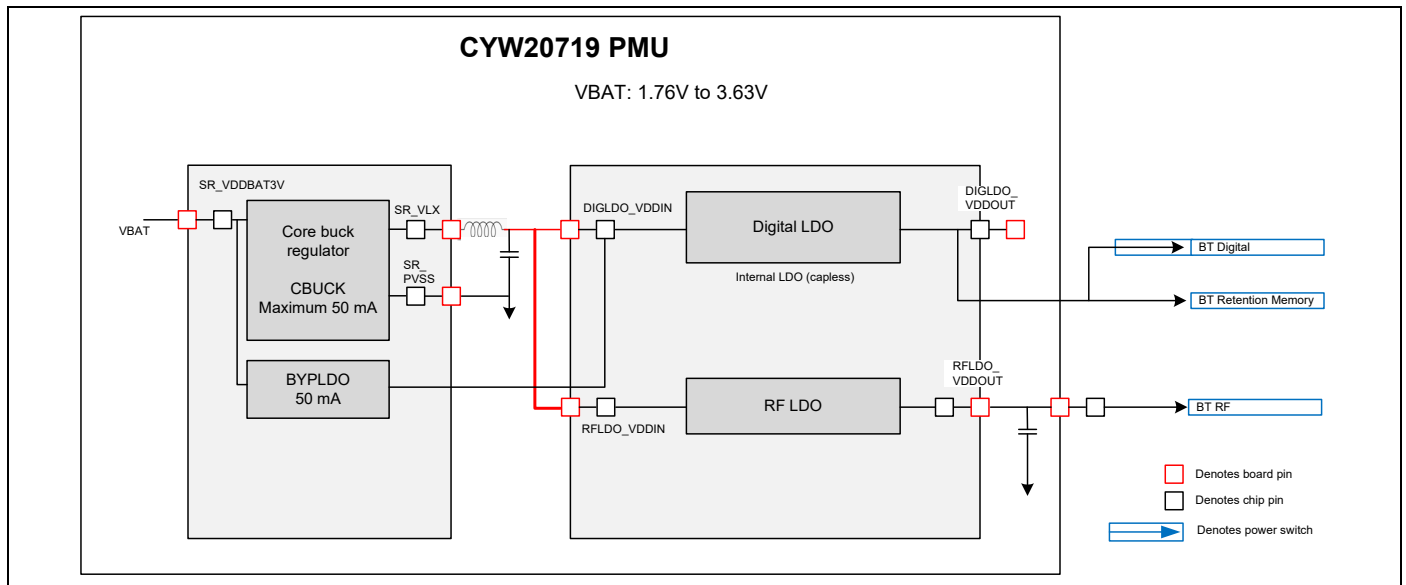 CYW20719 PMU
VBAT: 1.76V to 3.63V
SR_VDDBAT3V
VBAT
Core buck
regulator
CBUCK
Maximum 50 mA
SR_VLX
SR_
PVSS
BYPLDO
50 mA
DIGLDO_VDDIN
Digital LDO
Internal LDO (capless)
DIGLDO_
VDDOUT
BT Digital
BT Retention Memory
RFLDO_VDDIN
RF LDO
RFLDO_
VDDOUT
BT RF
Denotes board pin
Denotes chip pin
Denotes power switch